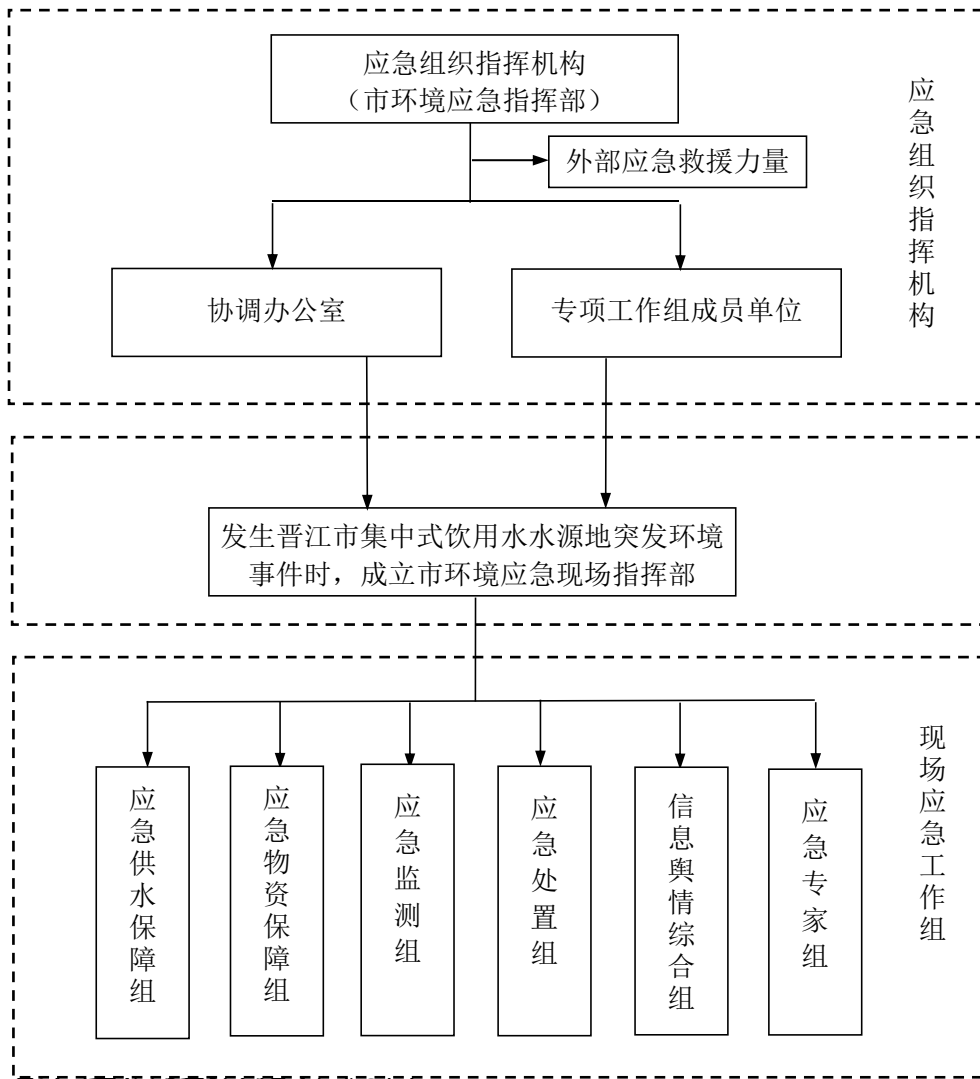 应急组织指挥机构
（市环境应急指挥部）
外部应急救援力量
协调办公室
专项工作组成员单位
应急组织指挥机构
发生晋江市集中式饮用水水源地突发环境
事件时，成立市环境应急现场指挥部
应急供水保障组
应急物资保障组
应急监测组
应急处置组
信息舆情综合组
应急专家组
现场应急工作组